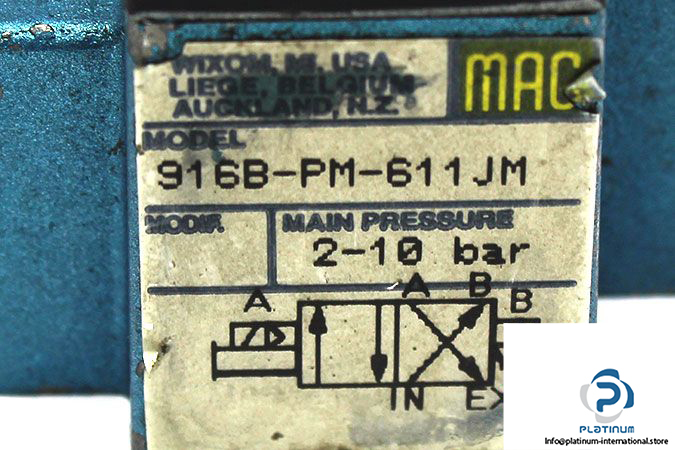 WIXOM, MI. USA
LIEGE, BELGIUM
AUCKLAND, N.Z.
MAC
MODEL
916B-PM-611JM
MODIF.
MAIN PRESSURE
2-10 bar
A
A B
B
IN
PLATINUM
Info@platinum-international.store